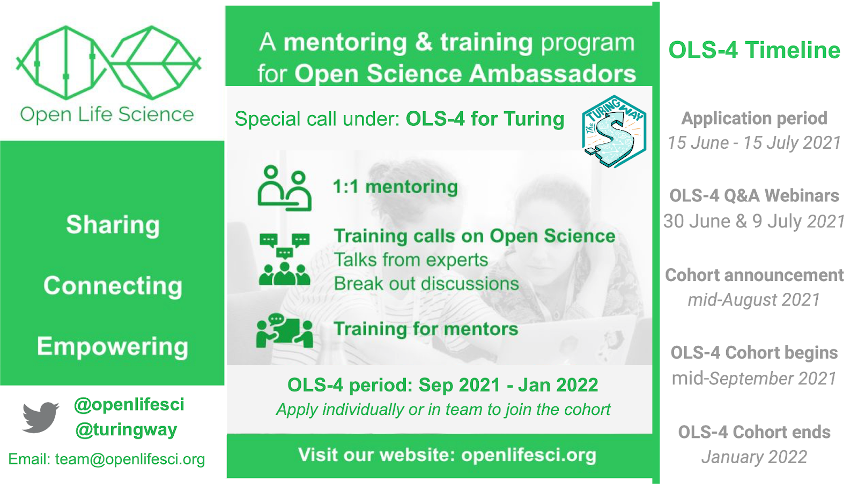 Open Life Science
Sharing
Connecting
Empowering
@openlifesci
@turingway
Email: team@openlifesci.org
A mentoring & training program
for Open Science Ambassadors
Special call under: OLS-4 for Turing
The TURING WAY
1:1 mentoring
Training calls on Open Science
Talks from experts
Break out discussions
Training for mentors
OLS-4 period: Sep 2021 - Jan 2022
Apply individually or in team to join the cohort
Visit our website: openlifesci.org
OLS-4 Timeline
Application period
15 June - 15 July 2021
OLS-4 Q&A Webinars
30 June & 9 July 2021
Cohort announcement
mid-August 2021
OLS-4 Cohort begins
mid-September 2021
OLS-4 Cohort ends
January 2022